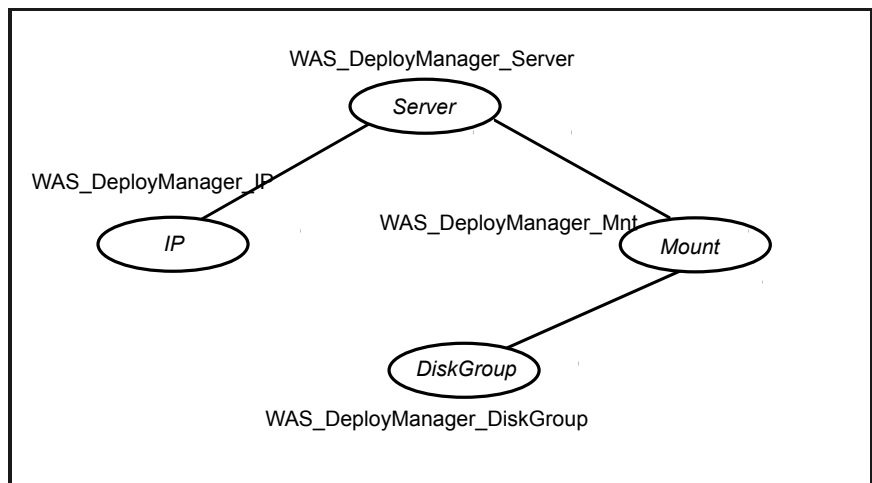 WAS_DeployManager_Server
Server
WAS_DeployManager_IP
IP
WAS_DeployManager_Mnt
Mount
DiskGroup
WAS_DeployManager_DiskGroup